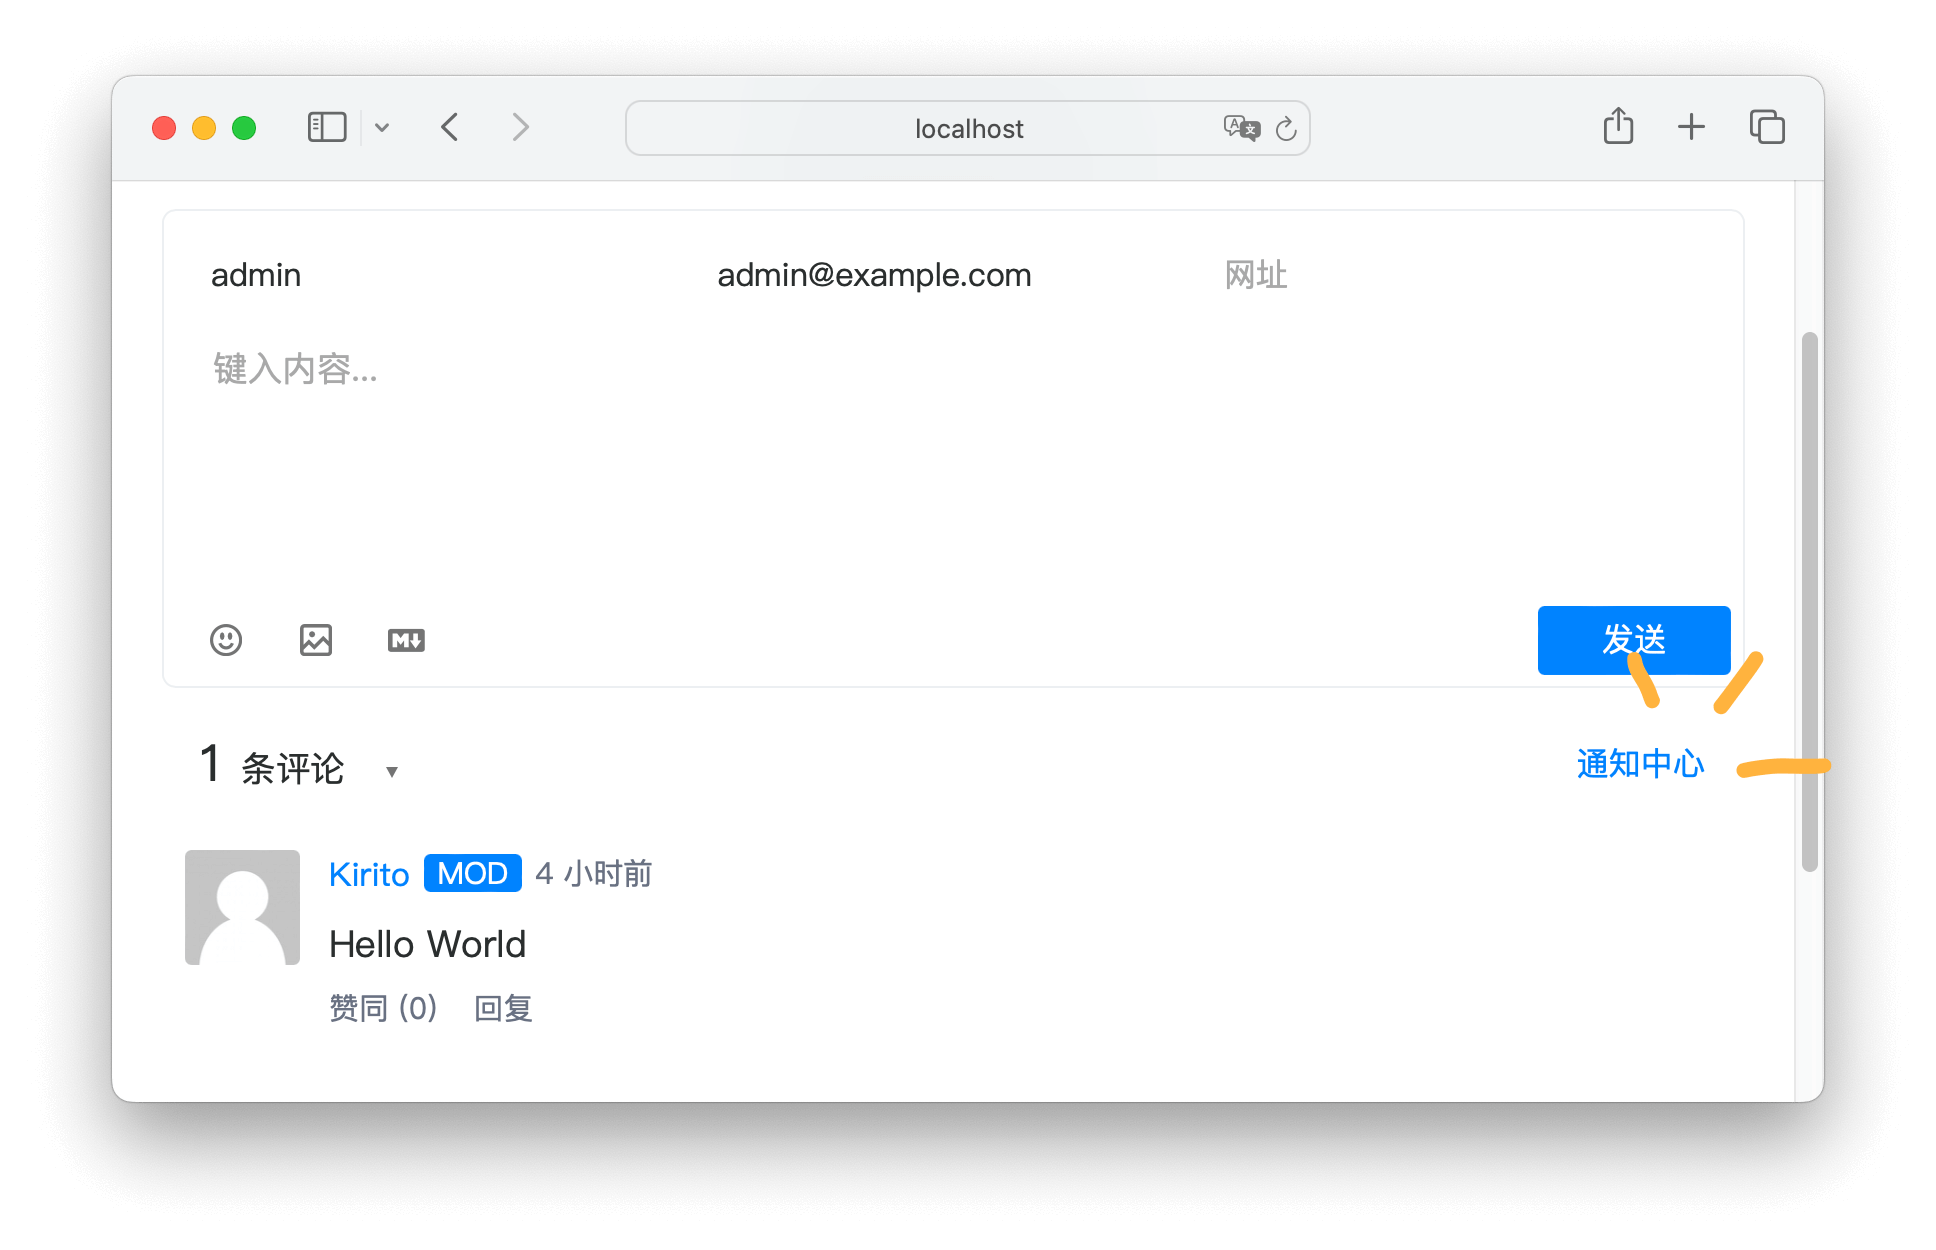 localhost
admin admin@example.com 网址
键入内容...
M
发送
1 条评论 通知中心
Kirito MOD 4 小时前
Hello World
赞同 (0) 回复